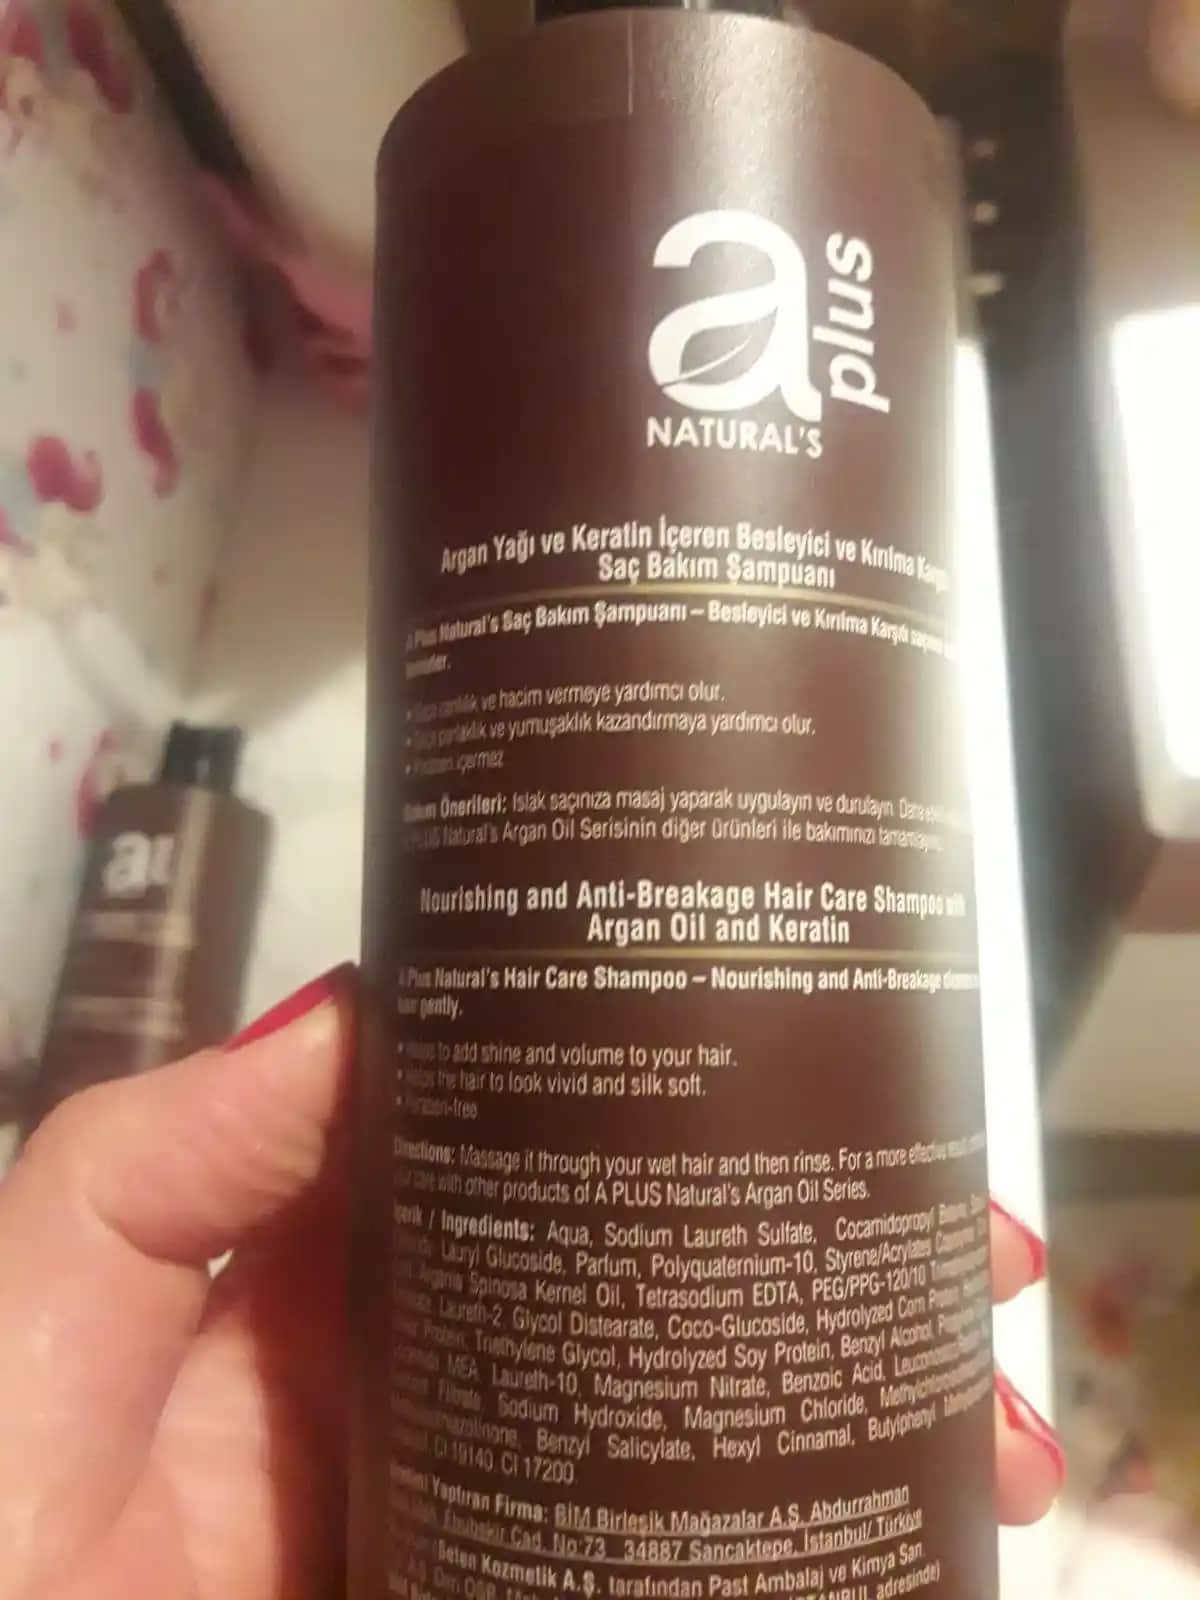 a plus
NATURAL'S
Argan Yağı ve Keratin İçeren Besleyici ve Kırılma
Saç Bakım Şampuanı
Plus Natural's Saç Bakım Şampuanı – Besleyici ve Kırılma Karşıtı
ve hacim vermeye yardımcı olur.
ve yumuşaklık kazandırmaya yardımcı olur.
içermez
Önerileri: Islak saçınıza masaj yaparak uygulayın ve durulayın. Daha
PLUS Natural's Argan Oil Serisinin diğer ürünleri ile bakımınızı
Nourishing and Anti-Breakage Hair Care Shampoo with
Argan Oil and Keratin
A Plus Natural's Hair Care Shampoo – Nourishing and Anti-Breakage
hair gently.
• to add shine and volume to your hair.
• the hair to look vivid and silk soft.
• Paraben-free
Directions: Massage it through your wet hair and then rinse. For a more effective
care with other products of A PLUS Natural's Argan Oil Series.
/ Ingredients: Aqua, Sodium Laureth Sulfate, Cocamidopropyl
Lauryl Glucoside, Parfum, Polyquaternium-10, Styrene/Acrylates
Spinosa Kernel Oil, Tetrasodium EDTA, PEG/PPG-120/10
Laureth-2, Glycol Distearate, Coco-Glucoside, Hydrolyzed Corn Protein,
Protein, Triethylene Glycol, Hydrolyzed Soy Protein, Benzyl Alcohol,
MEA, Laureth-10, Magnesium Nitrate, Benzoic Acid,
Sodium Hydroxide, Magnesium Chloride,
Benzyl Salicylate, Hexyl Cinnamal, Butylphenyl
CI 19140, CI 17200.
Yaptıran Firma: BİM Birleşik Mağazalar A.Ş. Abdurrahman
Ebubekir Cad. No:73 34887 Sancaktepe, İstanbul/ Türkiye
Kozmetik A.Ş. tarafından Past Ambalaj ve Kimya San.
adresinde)